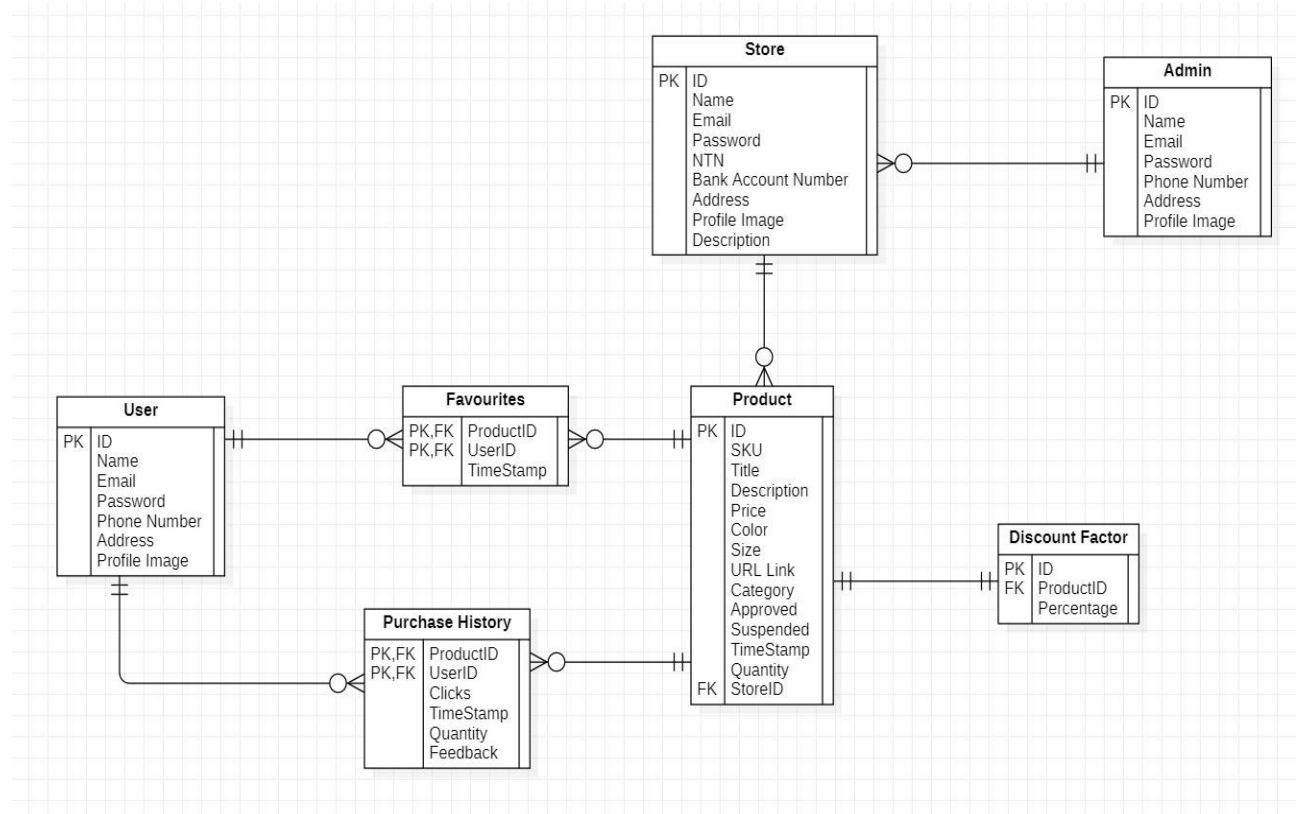 Store
PK ID
Name
Email
Password
NTN
Bank Account Number
Address
Profile Image
Description
Admin
PK ID
Name
Email
Password
Phone Number
Address
Profile Image
User
PK ID
Name
Email
Password
Phone Number
Address
Profile Image
Favourites
PK,FK ProductID
PK,FK UserID
TimeStamp
Product
PK ID
SKU
Title
Description
Price
Color
Size
URL Link
Category
Approved
Suspended
TimeStamp
Quantity
FK StoreID
Discount Factor
PK ID
FK ProductID
Percentage
Purchase History
PK,FK ProductID
PK,FK UserID
Clicks
TimeStamp
Quantity
Feedback